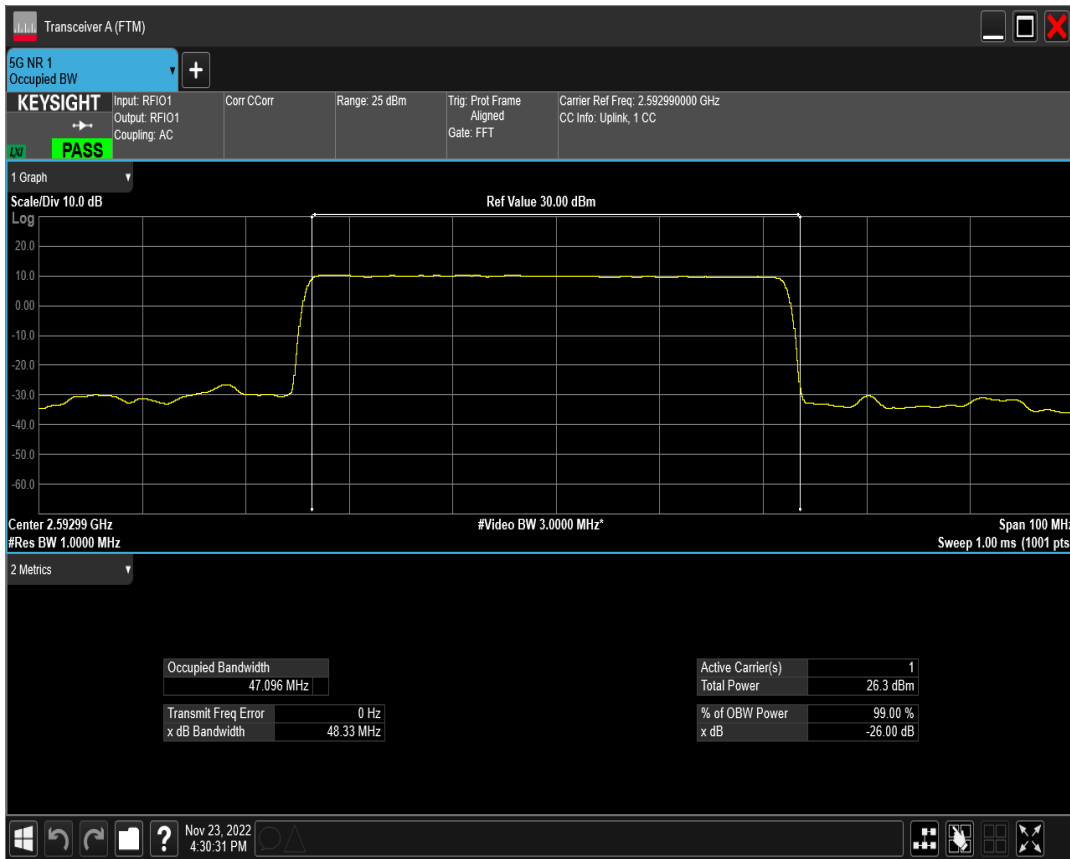 Transceiver A (FTM)
5G NR 1
Occupied BW
+
KEYSIGHT
LXI
PASS
Input: RFIO1
Output: RFIO1
Coupling: AC
Corr CCorr
Range: 25 dBm
Trig: Prot Frame
Aligned
Gate: FFT
Carrier Ref Freq: 2.592990000 GHz
CC Info: Uplink, 1 CC
1 Graph
Scale/Div 10.0 dB
Ref Value 30.00 dBm
Log
20.0
10.0
0.00
-10.0
-20.0
-30.0
-40.0
-50.0
-60.0
Center 2.59299 GHz
#Video BW 3.0000 MHz*
Span 100 MHz
#Res BW 1.0000 MHz
Sweep 1.00 ms (1001 pts
2 Metrics
Occupied Bandwidth
47.096 MHz
Transmit Freq Error 0 Hz
x dB Bandwidth 48.33 MHz
Active Carrier(s) 1
Total Power 26.3 dBm
% of OBW Power 99.00 %
x dB -26.00 dB
?
Nov 23, 2022
4:30:31 PM